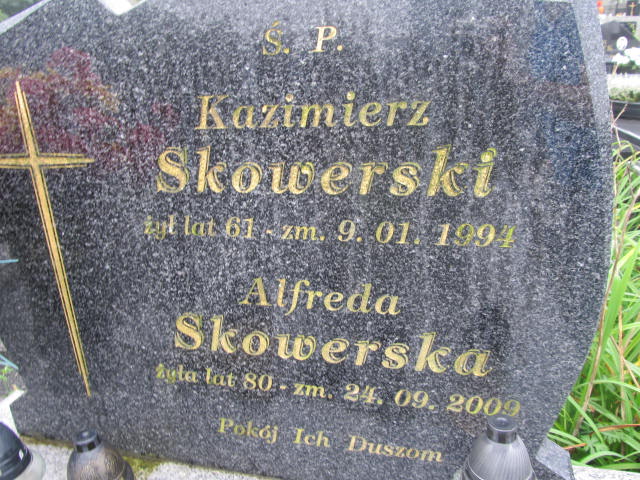 Ś. P.
Kazimierz
Skowerski
żył lat 61 - zm. 9. 01. 1994
Alfreda
Skowerska
żyła lat 80 - zm. 24. 09. 2009
Pokój Ich Duszom